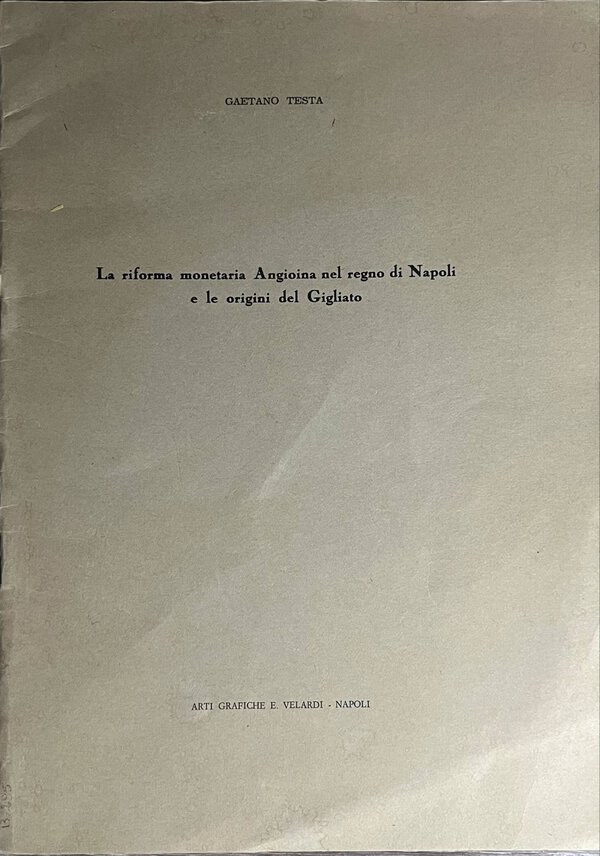 GAETANO TESTA
La riforma monetaria Angioina nel regno di Napoli
e le origini del Gigliato
ARTI GRAFICHE E. VELARDI - NAPOLI